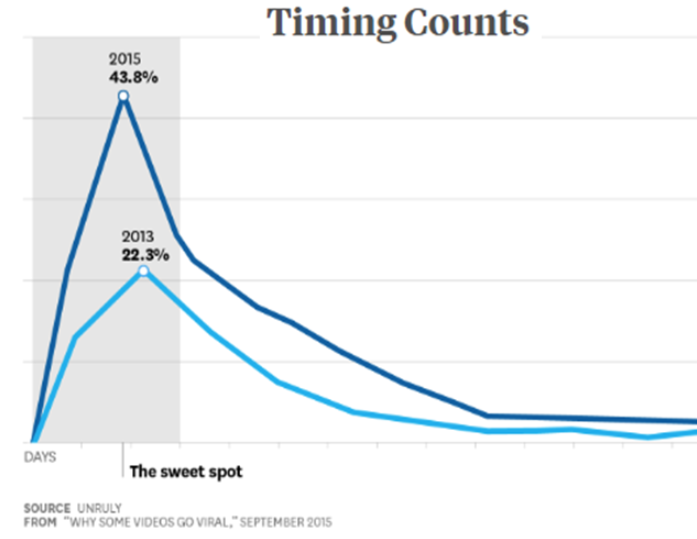 Timing Counts
2015
43.8%
2013
22.3%
DAYS
The sweet spot
SOURCE UNRULY
FROM "WHY SOME VIDEOS GO VIRAL," SEPTEMBER 2015